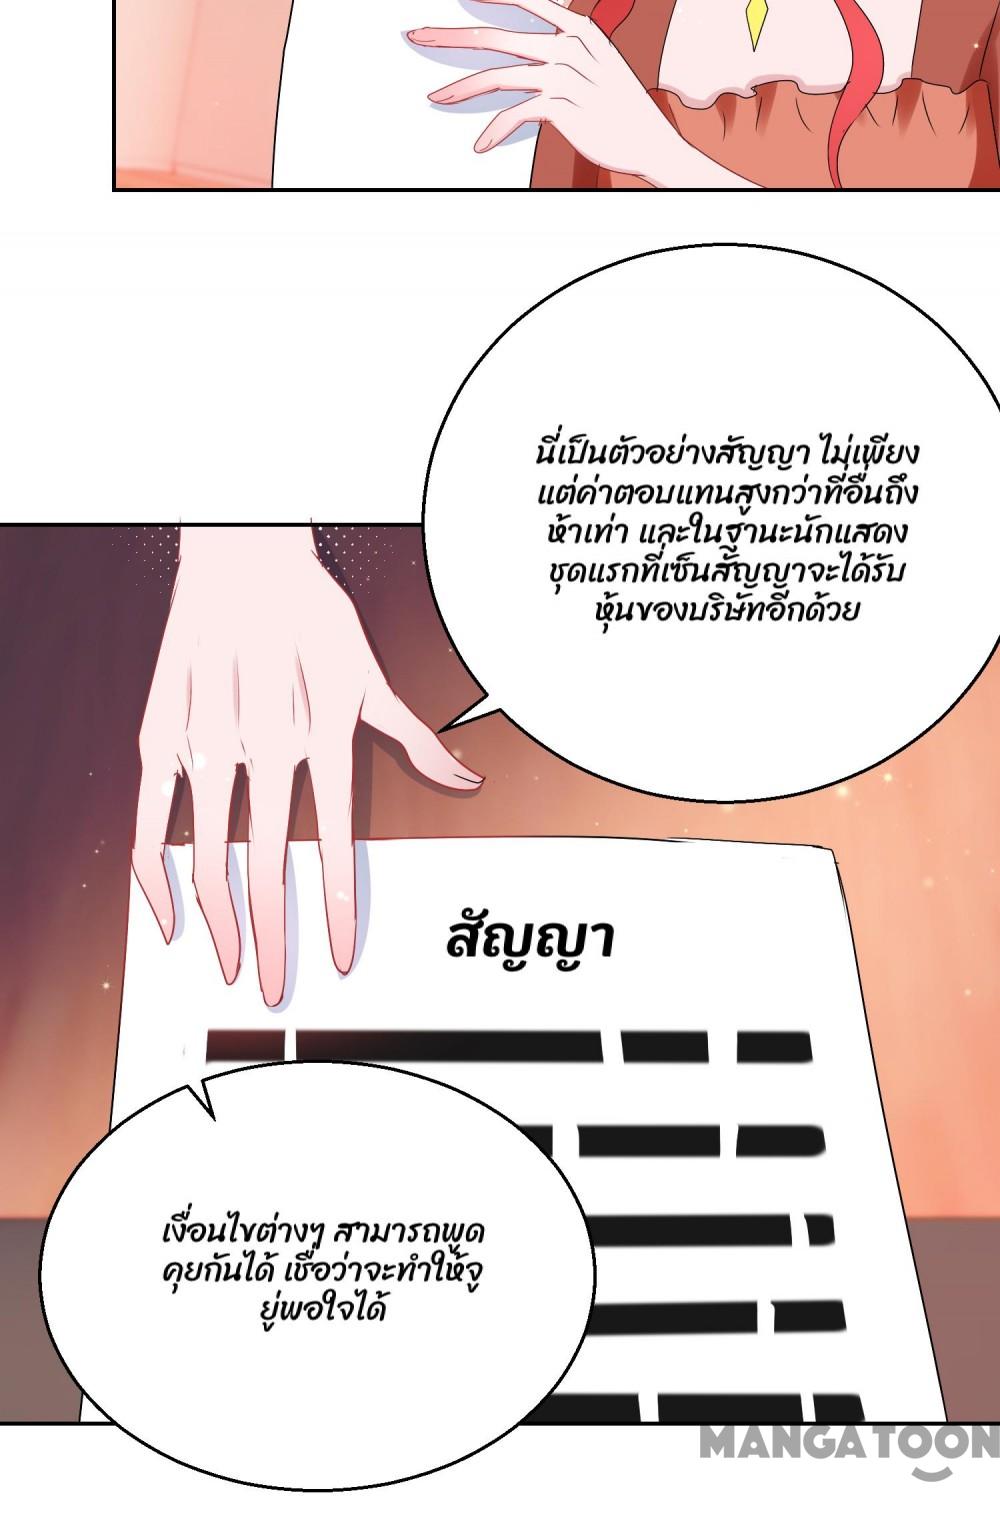 นี่เป็นตัวอย่างสัญญา ไม่เพียง
แต่ค่าตอบแทนสูงกว่าที่อื่นถึง
ห้าเท่า และในฐานะนักแสดง
ชุดแรกที่เซ็นสัญญาจะได้รับ
หุ้นของบริษัทอีกด้วย
สัญญา
เงื่อนไขต่างๆ สามารถพูด
คุยกันได้ เชื่อว่าจะทำให้จู
ยู่พอใจได้
MANGATOON